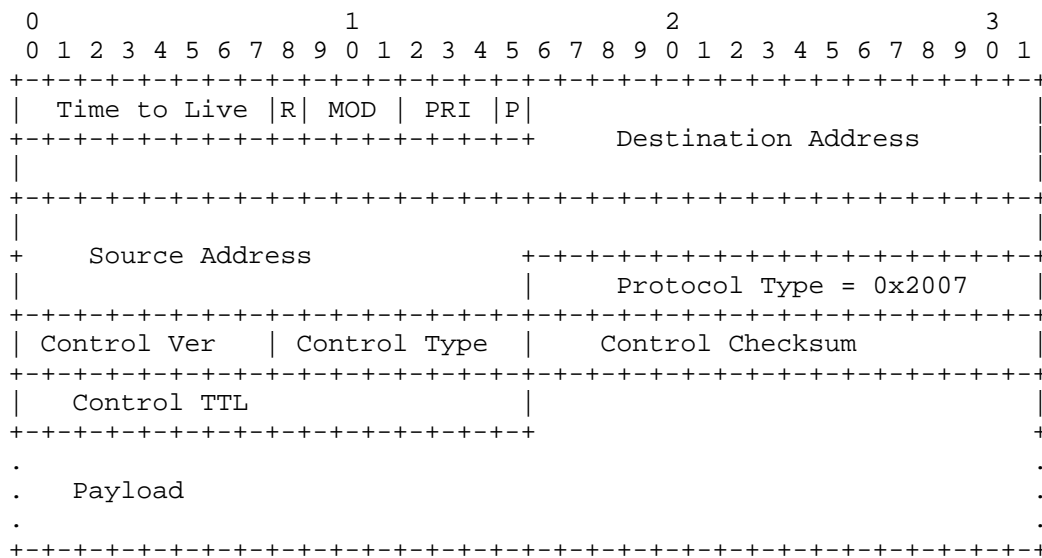 0                   1                   2                   3
0 1 2 3 4 5 6 7 8 9 0 1 2 3 4 5 6 7 8 9 0 1 2 3 4 5 6 7 8 9 0 1
+-+-+-+-+-+-+-+-+-+-+-+-+-+-+-+-+-+-+-+-+-+-+-+-+-+-+-+-+-+-+-+-+
|  Time to Live |R| MOD | PRI |P|                               |
+-+-+-+-+-+-+-+-+-+-+-+-+-+-+-+-+     Destination Address       |
|                                                               |
+-+-+-+-+-+-+-+-+-+-+-+-+-+-+-+-+-+-+-+-+-+-+-+-+-+-+-+-+-+-+-+-+
|                                                               |
+    Source Address             +-+-+-+-+-+-+-+-+-+-+-+-+-+-+-+-+
|                               |     Protocol Type = 0x2007    |
+-+-+-+-+-+-+-+-+-+-+-+-+-+-+-+-+-+-+-+-+-+-+-+-+-+-+-+-+-+-+-+-+
| Control Ver   | Control Type  |    Control Checksum           |
+-+-+-+-+-+-+-+-+-+-+-+-+-+-+-+-+-+-+-+-+-+-+-+-+-+-+-+-+-+-+-+-+
|   Control TTL                 |                               |
+-+-+-+-+-+-+-+-+-+-+-+-+-+-+-+-+                               +
.                                                               .
.   Payload                                                     .
.                                                               .
+-+-+-+-+-+-+-+-+-+-+-+-+-+-+-+-+-+-+-+-+-+-+-+-+-+-+-+-+-+-+-+-+